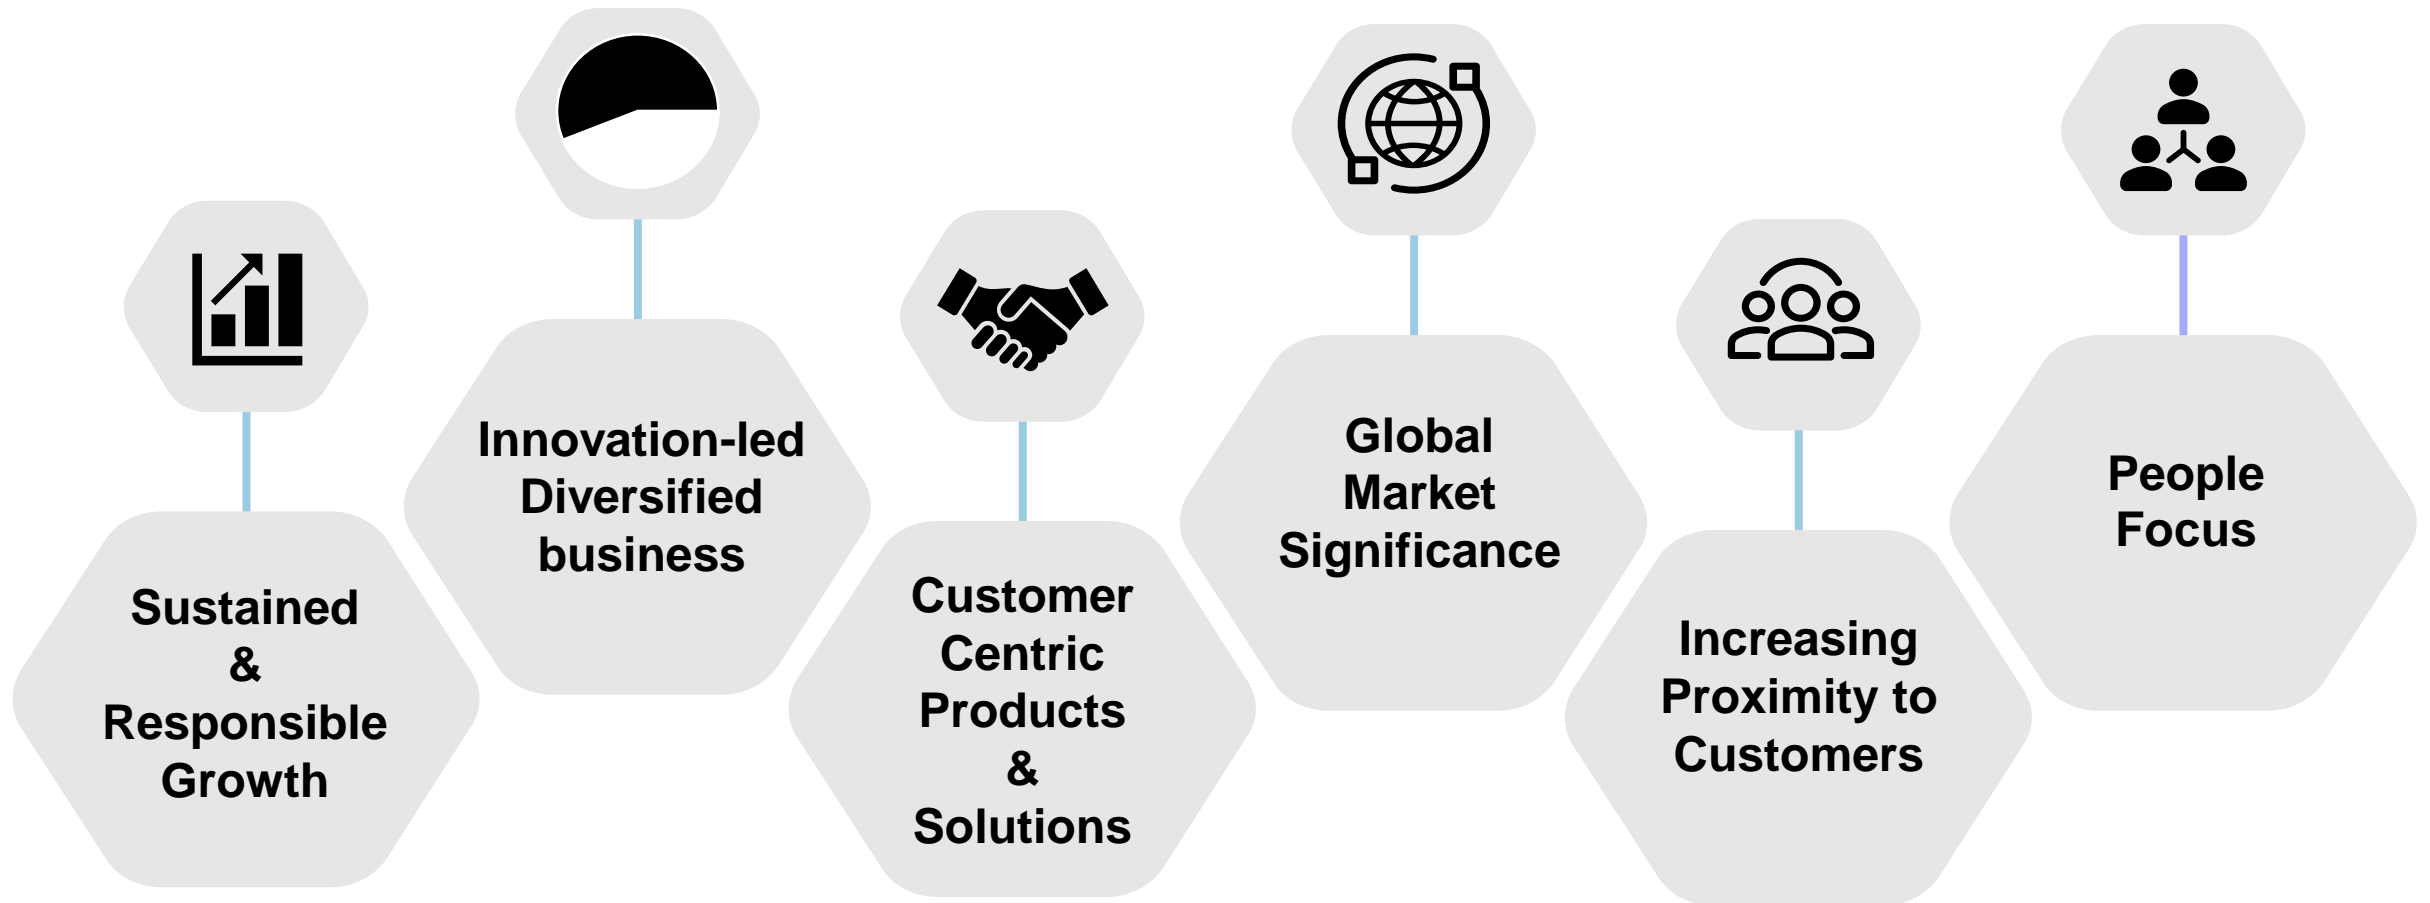 Sustained
&
Responsible
Growth
Innovation-led
Diversified
business
Customer
Centric
Products
&
Solutions
Global
Market
Significance
Increasing
Proximity to
Customers
People
Focus